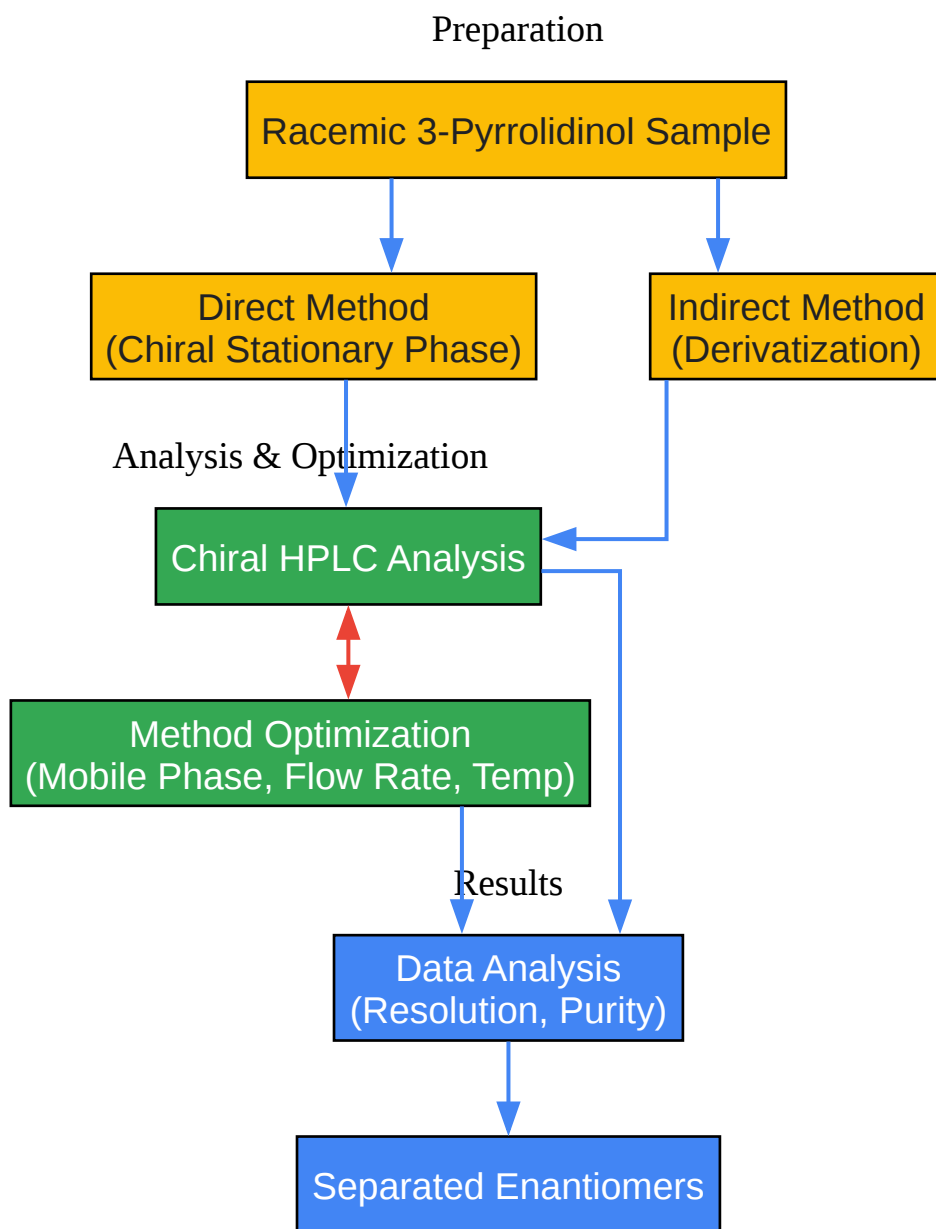 Preparation
Racemic 3-Pyrrolidinol Sample
Direct Method
(Chiral Stationary Phase)
Indirect Method
(Derivatization)
Analysis & Optimization
Chiral HPLC Analysis
Method Optimization
(Mobile Phase, Flow Rate, Temp)
Results
Data Analysis
(Resolution, Purity)
Separated Enantiomers